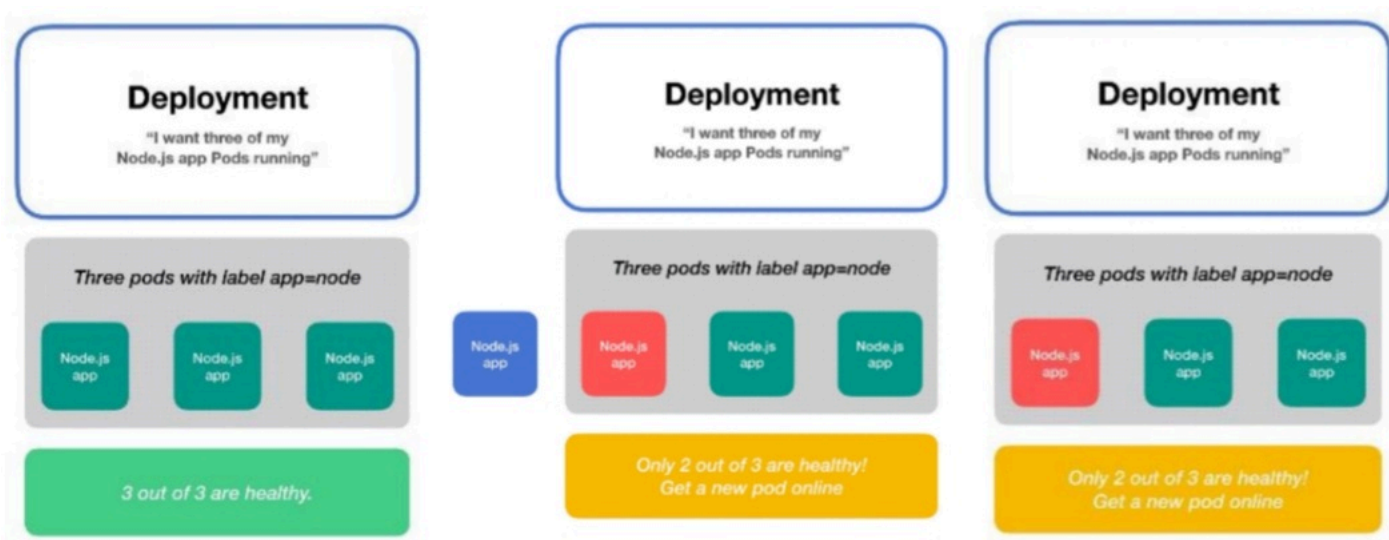 Deployment
“I want three of my
Node.js app Pods running”
Three pods with label app=node
Node.js
app
Node.js
app
Node.js
app
3 out of 3 are healthy.
Node.js
app
Deployment
“I want three of my
Node.js app Pods running”
Three pods with label app=node
Node.js
app
Node.js
app
Node.js
app
Only 2 out of 3 are healthy!
Get a new pod online
Deployment
“I want three of my
Node.js app Pods running”
Three pods with label app=node
Node.js
app
Node.js
app
Node.js
app
Only 2 out of 3 are healthy!
Get a new pod online